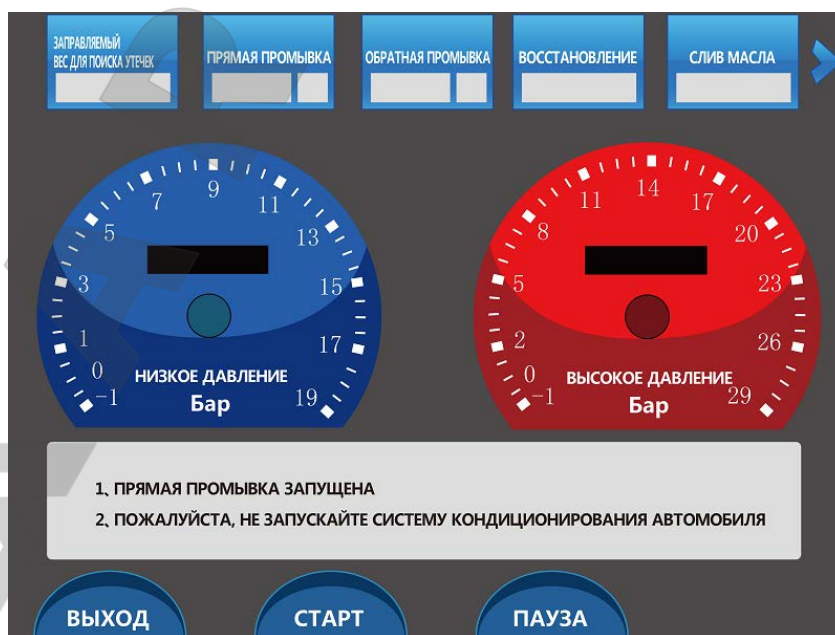 ЗАПРАВЛЯЕМЫЙ
ВЕС ДЛЯ ПОИСКА УТЕЧЕК
ПРЯМАЯ ПРОМЫВКА
ОБРАТНАЯ ПРОМЫВКА
ВОССТАНОВЛЕНИЕ
СЛИВ МАСЛА
-1
0
1
3
5
7
9
11
13
15
17
19
НИЗКОЕ ДАВЛЕНИЕ
Бар
-1
0
2
5
8
11
14
17
20
23
26
29
ВЫСОКОЕ ДАВЛЕНИЕ
Бар
1、ПРЯМАЯ ПРОМЫВКА ЗАПУЩЕНА
2、ПОЖАЛУЙСТА, НЕ ЗАПУСКАЙТЕ СИСТЕМУ КОНДИЦИОНИРОВАНИЯ АВТОМОБИЛЯ
ВЫХОД
СТАРТ
ПАУЗА